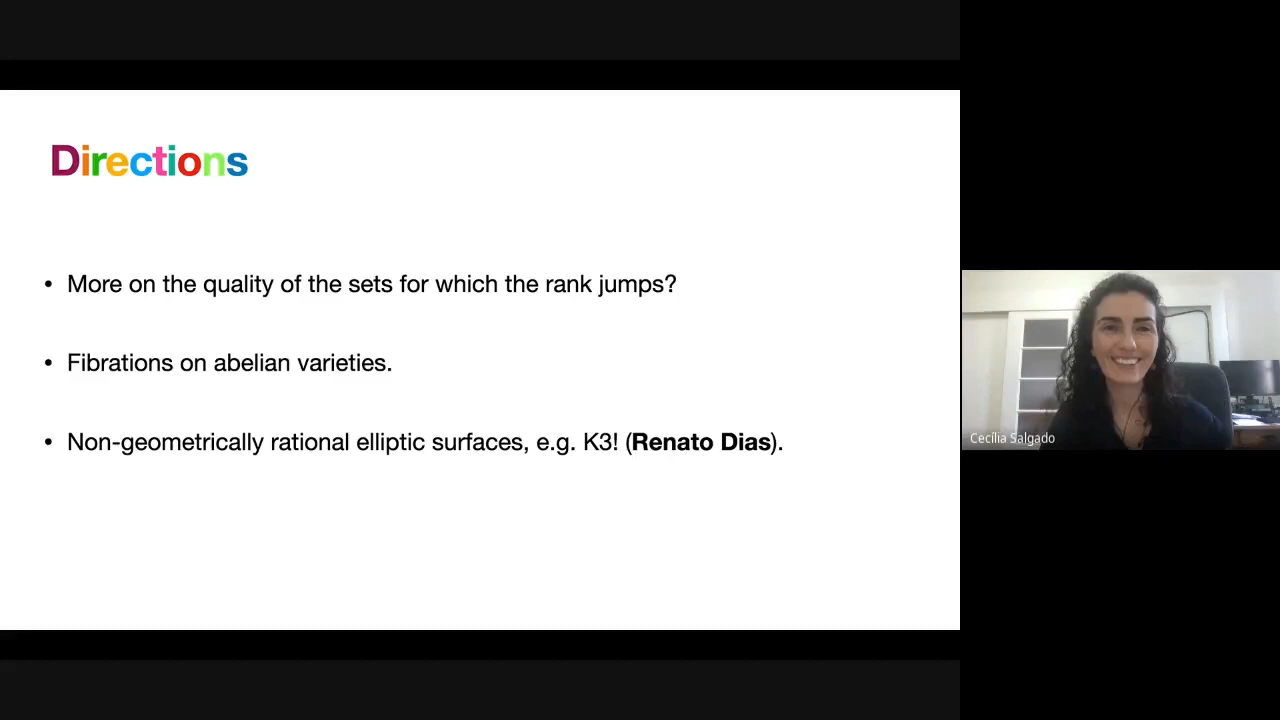 Directions
• More on the quality of the sets for which the rank jumps?
• Fibrations on abelian varieties.
• Non-geometrically rational elliptic surfaces, e.g. K3! (Renato Dias).
Cecília Salgado